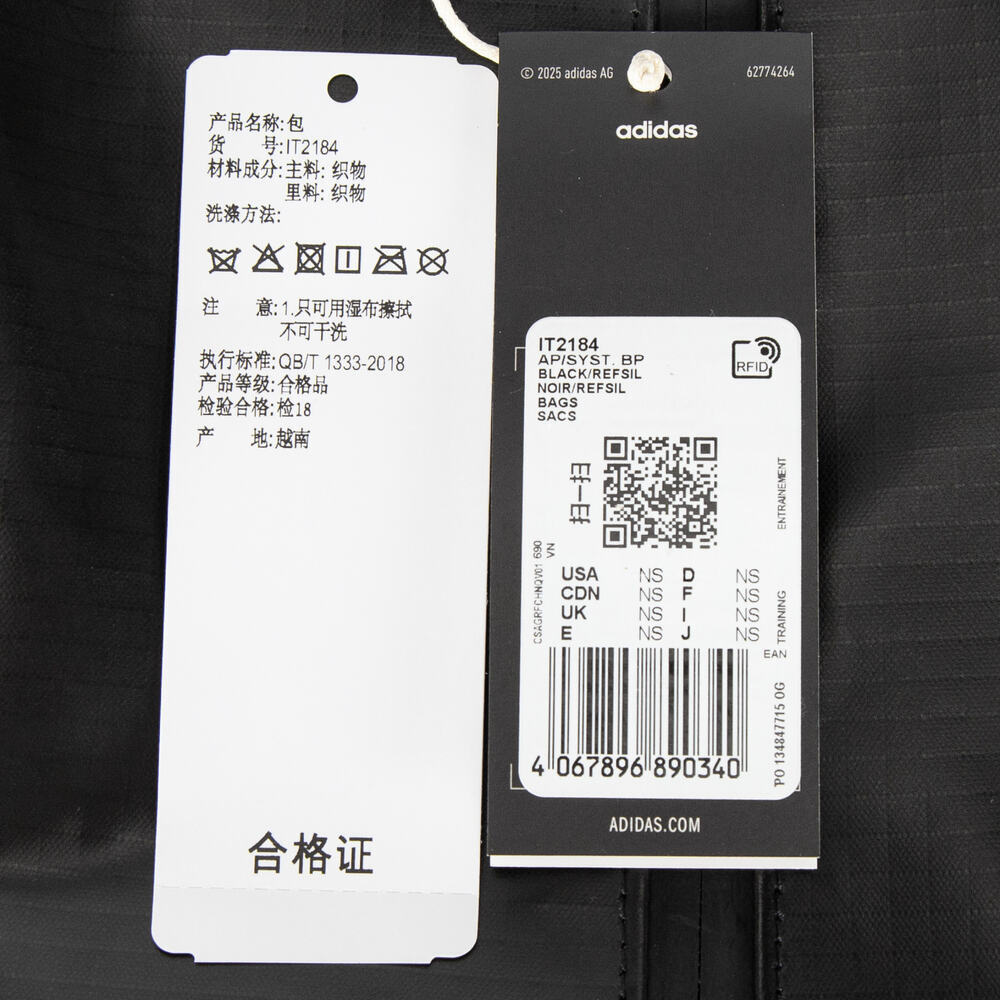 产品名称:包
货 号:IT2184
材料成分:主料: 织物
里料: 织物
洗涤方法:
注 意:1.只可用湿布擦拭
不可干洗
执行标准:QB/T 1333-2018
产品等级:合格品
检验合格:检18
产 地:越南
合格证
© 2025 adidas AG
62774264
adidas
IT2184
AP/SYST. BP
BLACK/REFSIL
NOIR/REFSIL
BAGS
SACS
RFID
扫一扫
ENTRAINEMENT
TRAINING
CSAGRFCHNQV01 690
VN
USA NS D NS
CDN NS F NS
UK NS I NS
E NS J NS
EAN
4 067896 890340
PO 134847715 0G
ADIDAS.COM